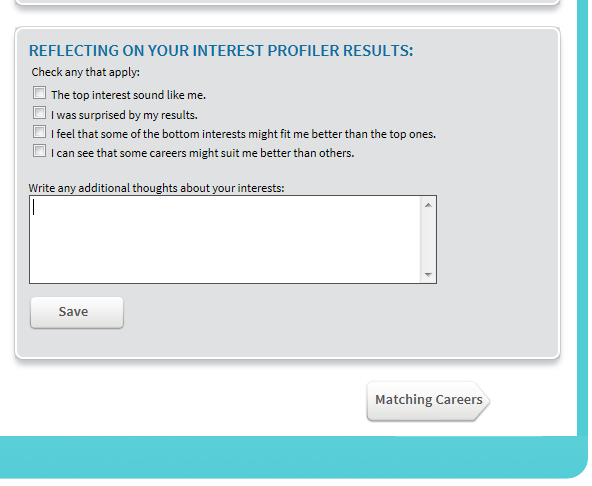 REFLECTING ON YOUR INTEREST PROFILER RESULTS:
Check any that apply:
The top interest sound like me.
I was surprised by my results.
I feel that some of the bottom interests might fit me better than the top ones.
I can see that some careers might suit me better than others.
Write any additional thoughts about your interests:
Save
Matching Careers